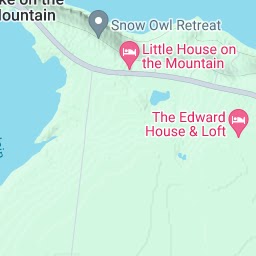 ke on the
Mountain
Snow Owl Retreat
Little House on
the Mountain
The Edward
House & Loft